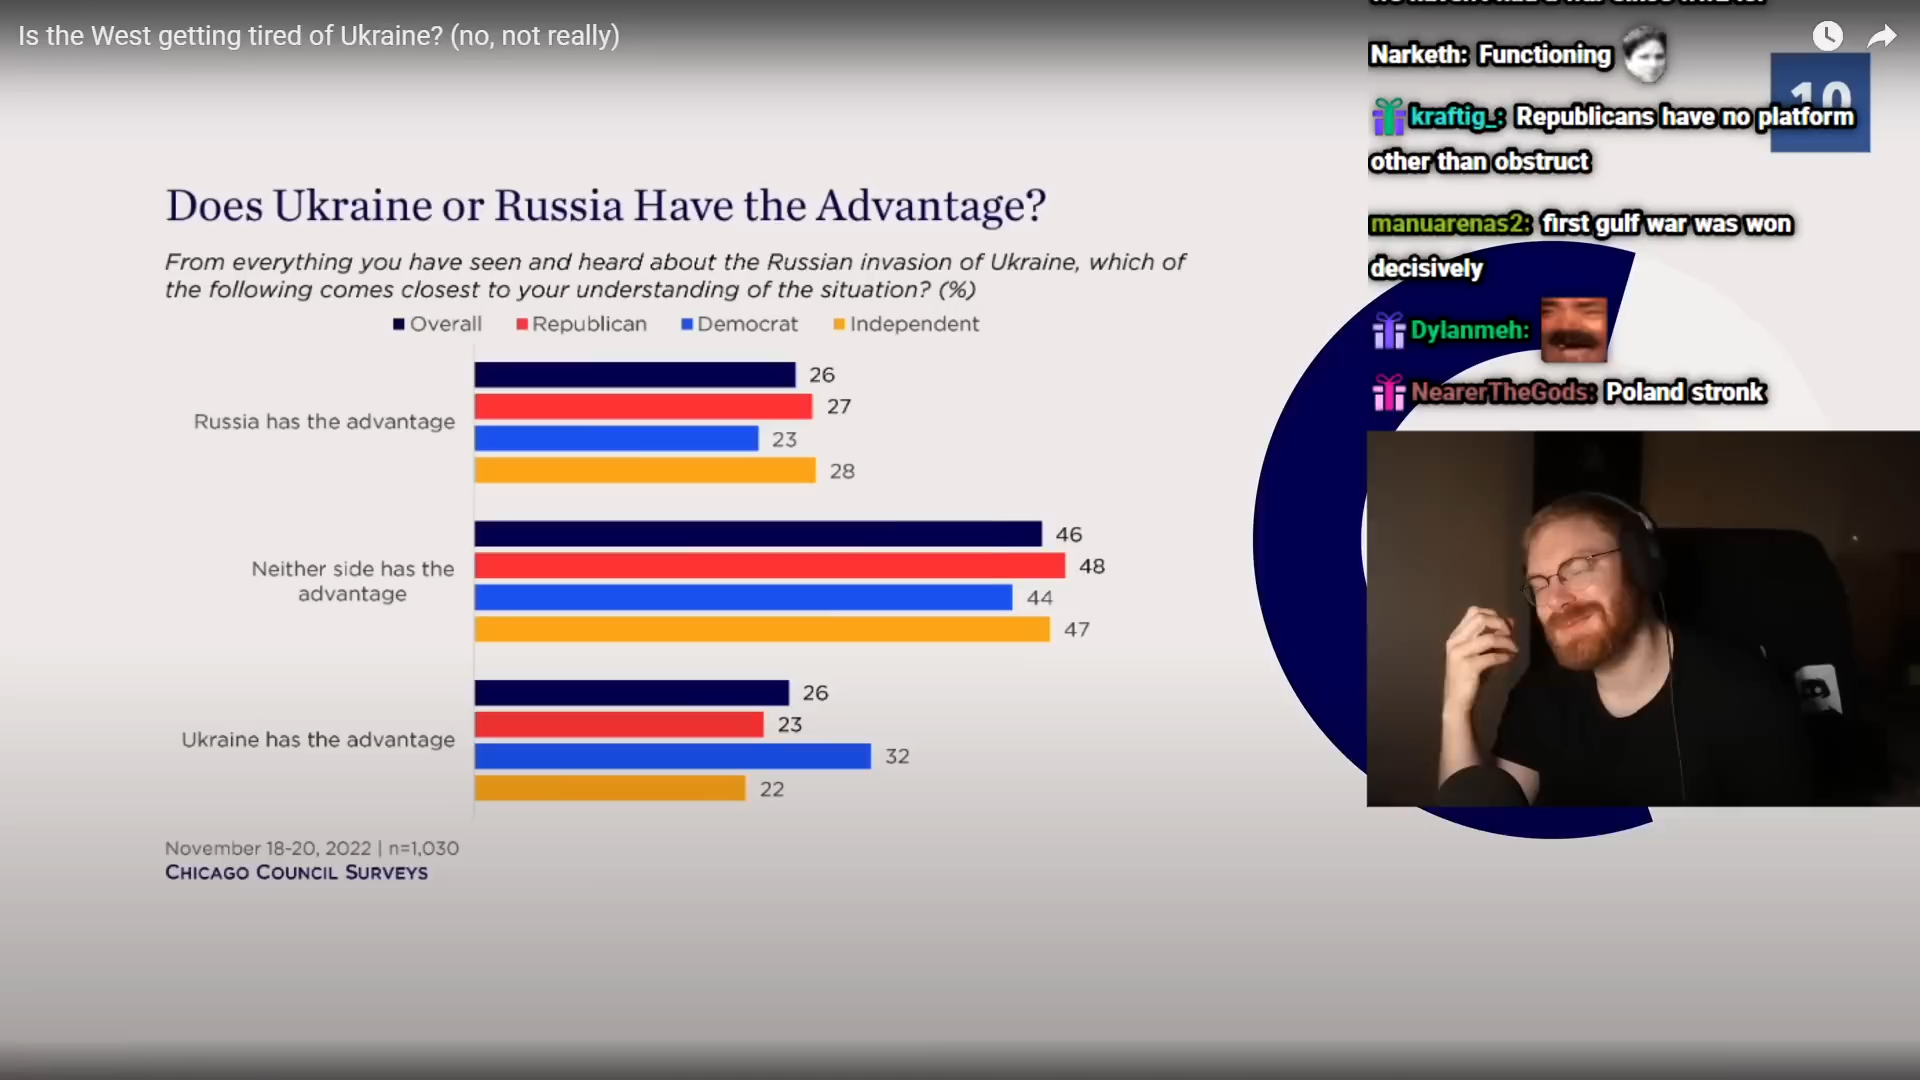 Is the West getting tired of Ukraine? (no, not really)
Narketh: Functioning
10
kraftig_: Republicans have no platform
other than obstruct
manuarenas2: first gulf war was won
decisively
Dylanmeh:
NearerTheGods: Poland stronk
Does Ukraine or Russia Have the Advantage?
From everything you have seen and heard about the Russian invasion of Ukraine, which of
the following comes closest to your understanding of the situation? (%)
Overall Republican Democrat Independent
Russia has the advantage
26
27
23
28
Neither side has the
advantage
46
48
44
47
Ukraine has the advantage
26
23
32
22
November 18-20, 2022 | n=1,030
CHICAGO COUNCIL SURVEYS